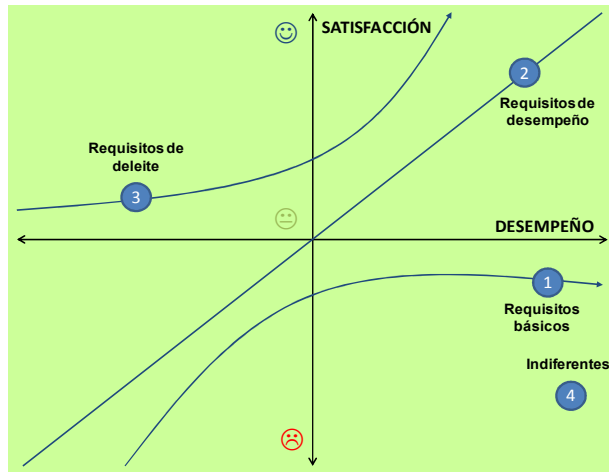 SATISFACCIÓN
2
Requisitos de
desempeño
Requisitos de
deleite
3
DESEMPEÑO
1
Requisitos
básicos
Indiferentes
4